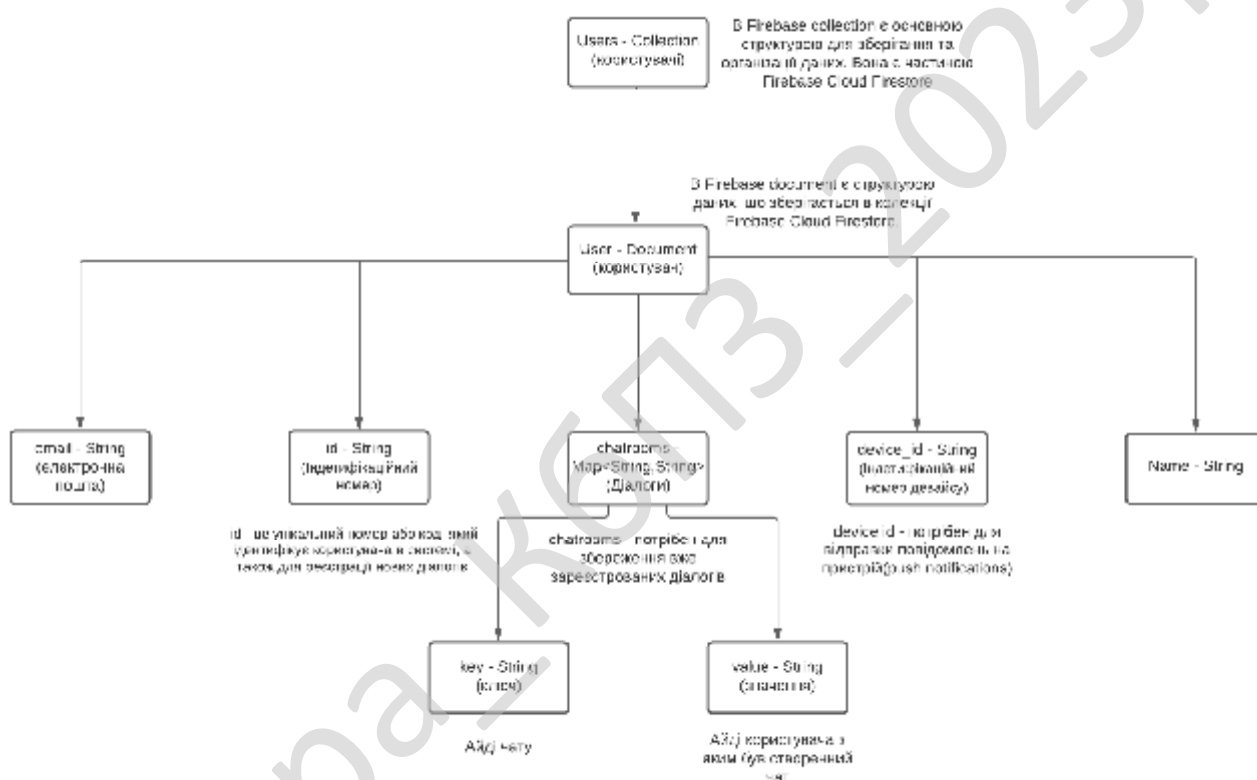 Users - Collection
(користувачі)
В Firebase collection є основною
структурою для зберігання та
організації даних. Вона є частиною
Firebase Cloud Firestore
В Firebase document є структурою
даних, що зберігається в колекції
Firebase Cloud Firestore.
User - Document
(користувач)
email - String
(електронна
пошта)
id - String
(Ідентифікаційний
номер)
chatrooms -
Map<String,String>
(Діалоги)
device_id - String
номер девайсу)
Name - String
id - це унікальний номер або код, який
ідентифікує користувача в системі, а
також для реєстрації нових діалогів
chatrooms - потрібен для
збереження вже
зареєстрованих діалогів
device id - потрібен для
відправки повідомлень на
пристрій(push notifications)
key - String
(ключ)
value - String
(значення)
Айді чату
Айді користувача з
яким був створенний
чат
ра_КбПЗ_2023